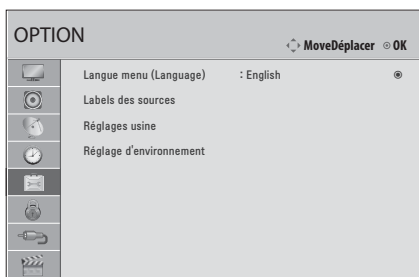 OPTION
MoveDéplacer OK
Langue menu (Language) : English
Labels des sources
Réglages usine
Réglage d'environnement